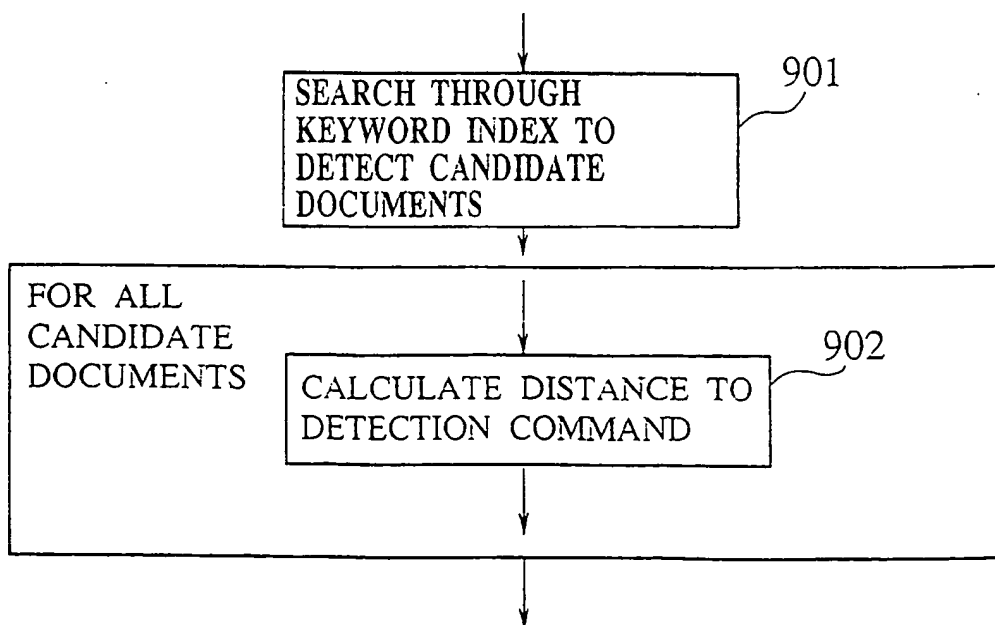 901
SEARCH THROUGH
KEYWORD INDEX TO
DETECT CANDIDATE
DOCUMENTS
FOR ALL
CANDIDATE
DOCUMENTS
902
CALCULATE DISTANCE TO
DETECTION COMMAND